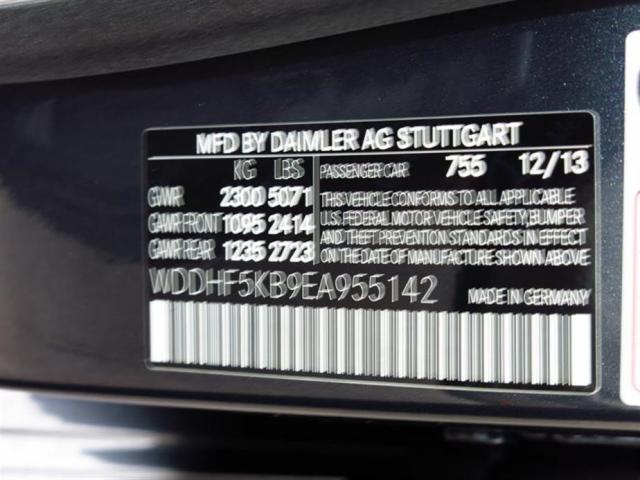 MFD BY DAIMLER AG STUTTGART
KG LBS PASSENGER CAR 755 12/13
GVWR 2300 5071
GAWR FRONT 1095 2414
GAWR REAR 1235 2723
THIS VEHICLE CONFORMS TO ALL APPLICABLE
U.S. FEDERAL MOTOR VEHICLE SAFETY, BUMPER
AND THEFT PREVENTION STANDARDS IN EFFECT
ON THE DATE OF MANUFACTURE SHOWN ABOVE
WDDHF5KB9EA955142 MADE IN GERMANY